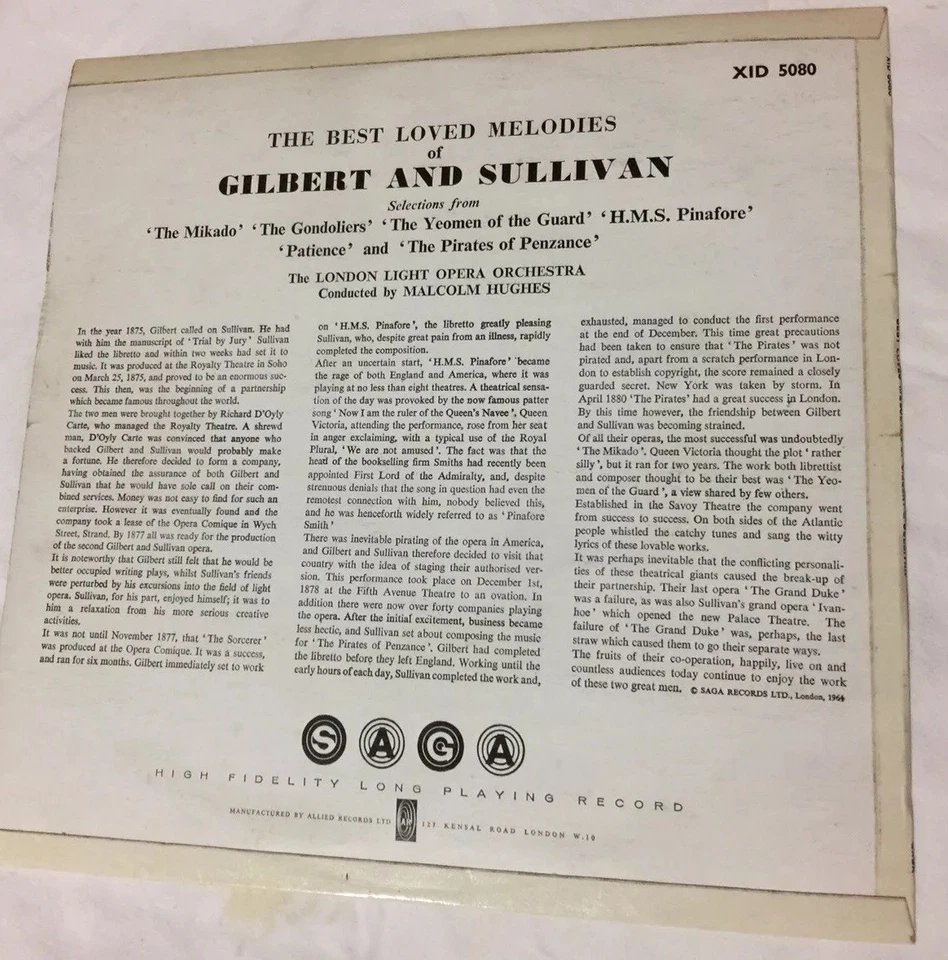 XID 5080
THE BEST LOVED MELODIES
of
GILBERT AND SULLIVAN
Selections from
‘The Mikado’ ‘The Gondoliers’ ‘The Yeomen of the Guard’ ‘H.M.S. Pinafore’
‘Patience’ and ‘The Pirates of Penzance’
The LONDON LIGHT OPERA ORCHESTRA
Conducted by MALCOLM HUGHES
In the year 1875, Gilbert called on Sullivan. He had
with him the manuscript of ‘Trial by Jury’ Sullivan
liked the libretto and within two weeks had set it to
music. It was produced at the Royalty Theatre in Soho
on March 25, 1875, and proved to be an enormous suc-
cess. This then, was the beginning of a partnership
which became famous throughout the world.
The two men were brought together by Richard D'Oyly
Carte, who managed the Royalty Theatre. A shrewd
man, D'Oyly Carte was convinced that anyone who
backed Gilbert and Sullivan would probably make
a fortune. He therefore decided to form a company,
having obtained the assurance of both Gilbert and
Sullivan that he would have sole call on their com-
bined services. Money was not easy to find for such an
enterprise. However it was eventually found and the
company took a lease of the Opera Comique in Wych
Street, Strand. By 1877 all was ready for the production
of the second Gilbert and Sullivan opera.
It is noteworthy that Gilbert still felt that he would be
better occupied writing plays, whilst Sullivan's friends
were perturbed by his excursions into the field of light
opera. Sullivan, for his part, enjoyed himself; it was to
him a relaxation from his more serious creative
activities.
It was not until November 1877, that ‘The Sorcerer’
was produced at the Opera Comique. It was a success,
and ran for six months. Gilbert immediately set to work
on ‘H.M.S. Pinafore’, the libretto greatly pleasing
Sullivan, who, despite great pain from an illness, rapidly
completed the composition.
After an uncertain start, ‘H.M.S. Pinafore’ became
the rage of both England and America, where it was
playing at no less than eight theatres. A theatrical sensa-
tion of the day was provoked by the now famous patter
song ‘Now I am the ruler of the Queen's Navee’. Queen
Victoria, attending the performance, rose from her seat
in anger exclaiming, with a typical use of the Royal
Plural, ‘We are not amused’. The fact was that the
head of the bookselling firm Smiths had recently been
appointed First Lord of the Admiralty, and, despite
strenuous denials that the song in question had even the
remotest connection with him, nobody believed this,
and he was henceforth widely referred to as ‘Pinafore
Smith’
There was inevitable pirating of the opera in America,
and Gilbert and Sullivan therefore decided to visit that
country with the idea of staging their authorised ver-
sion. This performance took place on December 1st,
1878 at the Fifth Avenue Theatre to an ovation. In
addition there were now over forty companies playing
the opera. After the initial excitement, business became
less hectic, and Sullivan set about composing the music
for ‘The Pirates of Penzance’. Gilbert had completed
the libretto before they left England. Working until the
early hours of each day, Sullivan completed the work and,
exhausted, managed to conduct the first performance
at the end of December. This time great precautions
had been taken to ensure that ‘The Pirates’ was not
pirated and, apart from a scratch performance in Lon-
don to establish copyright, the score remained a closely
guarded secret. New York was taken by storm. In
April 1880 ‘The Pirates’ had a great success in London.
By this time however, the friendship between Gilbert
and Sullivan was becoming strained.
Of all their operas, the most successful was undoubtedly
‘The Mikado’. Queen Victoria thought the plot ‘rather
silly’, but it ran for two years. The work both librettist
and composer thought to be their best was ‘The Yeo-
men of the Guard’, a view shared by few others.
Established in the Savoy Theatre the company went
from success to success. On both sides of the Atlantic
people whistled the catchy tunes and sang the witty
lyrics of these lovable works.
It was perhaps inevitable that the conflicting personali-
ties of these theatrical giants caused the break-up of
their partnership. Their last opera ‘The Grand Duke’
was a failure, as was also Sullivan's grand opera ‘Ivan-
hoe’ which opened the new Palace Theatre. The
failure of ‘The Grand Duke’ was, perhaps, the last
straw which caused them to go their separate ways.
The fruits of their co-operation, happily, live on and
countless audiences today continue to enjoy the work
of these two great men. © SAGA RECORDS LTD., London, 1964
SAGA
HIGH FIDELITY LONG PLAYING RECORD
MANUFACTURED BY ALLIED RECORDS LTD 127 KENSAL ROAD LONDON W.10